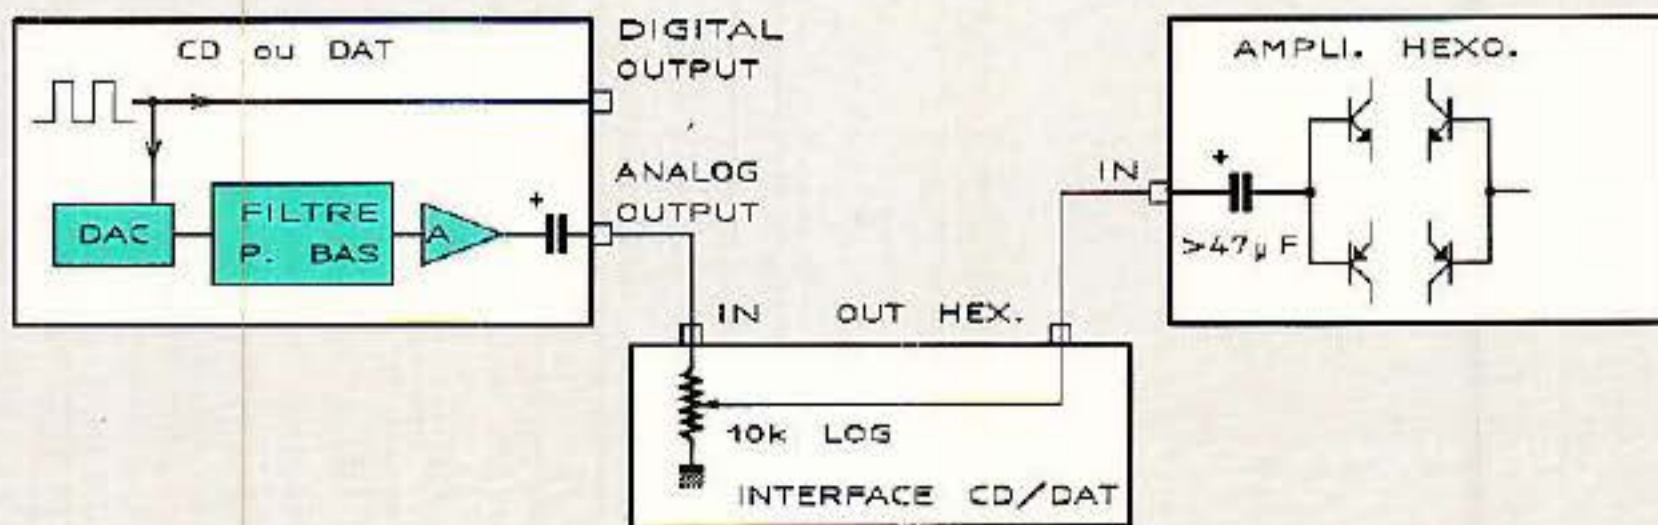 CD ou DAT
DIGITAL
OUTPUT
DAC
FILTRE
P. BAS
A
+
ANALOG
OUTPUT
IN
OUT HEX.
10k LOG
INTERFACE CD/DAT
AMPLI. HEXO.
IN
+
>47µF